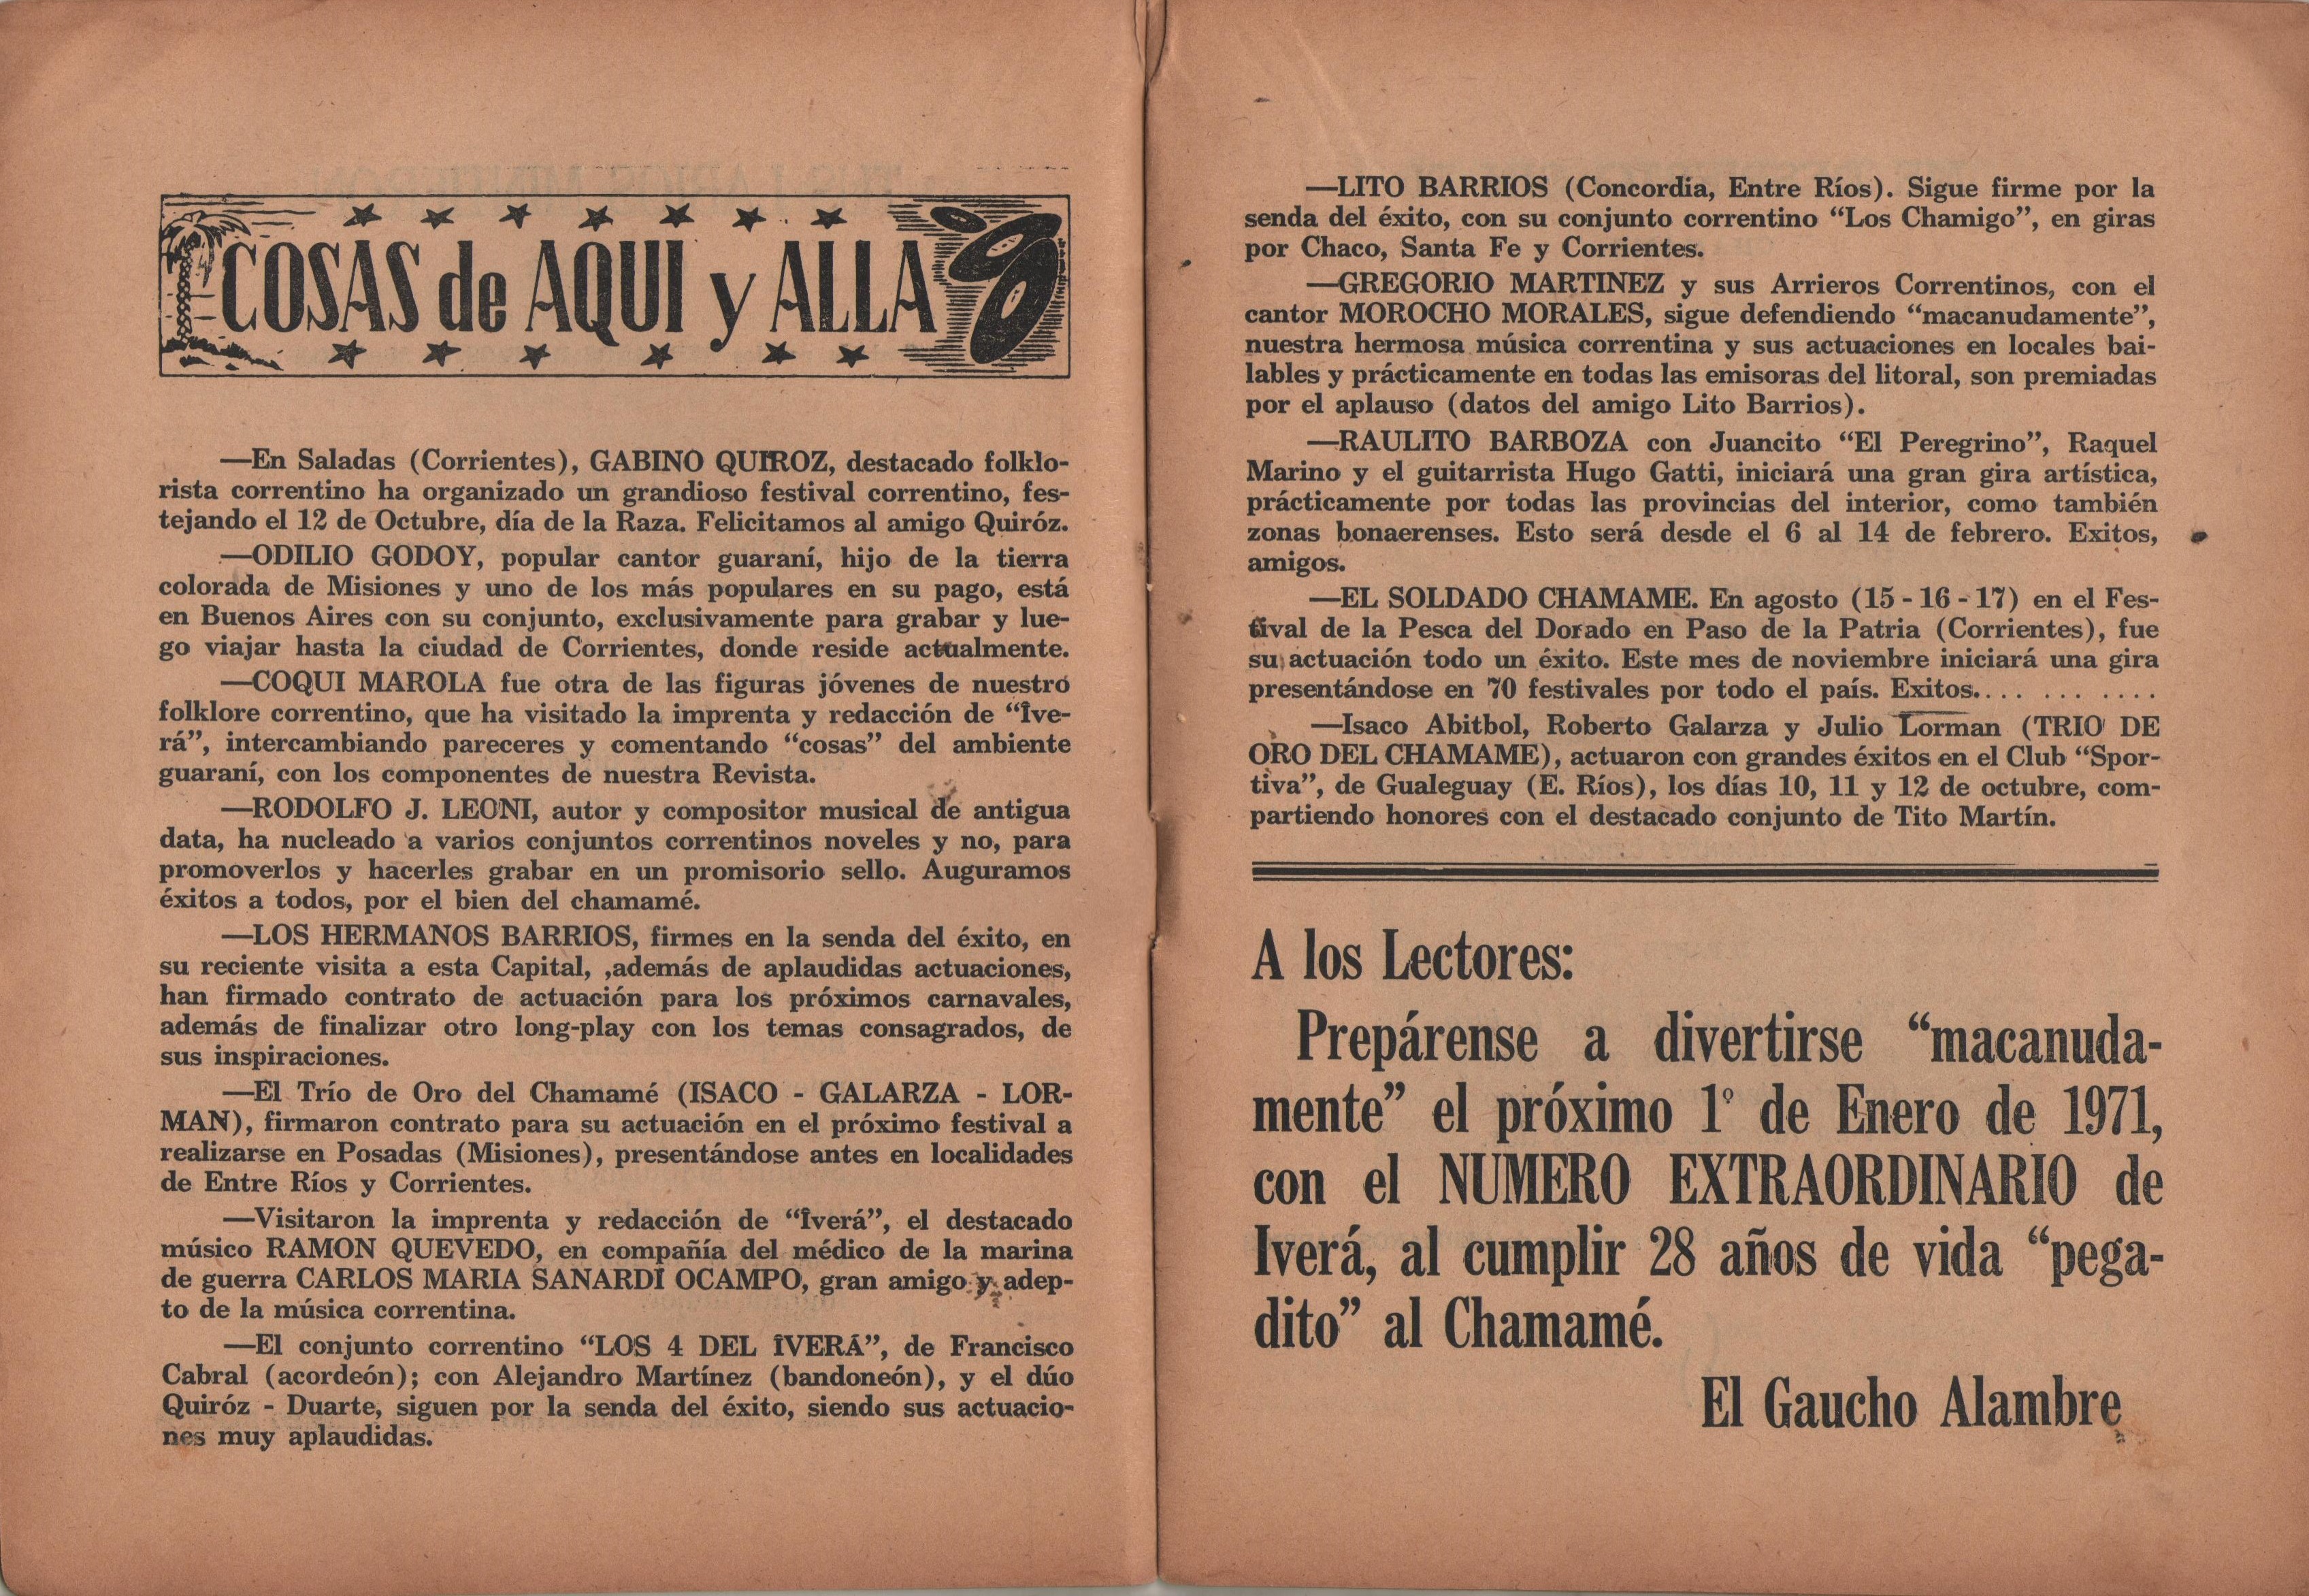 COSAS de AQUI y ALLA
—En Saladas (Corrientes), GABINO QUIROZ, destacado folklo-
rista correntino ha organizado un grandioso festival correntino, fes-
tejando el 12 de Octubre, día de la Raza. Felicitamos al amigo Quiróz.
—ODILIO GODOY, popular cantor guaraní, hijo de la tierra
colorada de Misiones y uno de los más populares en su pago, está
en Buenos Aires con su conjunto, exclusivamente para grabar y lue-
go viajar hasta la ciudad de Corrientes, donde reside actualmente.
—COQUI MAROLA fue otra de las figuras jóvenes de nuestro
folklore correntino, que ha visitado la imprenta y redacción de “Îve-
rá”, intercambiando pareceres y comentando “cosas” del ambiente
guaraní, con los componentes de nuestra Revista.
—RODOLFO J. LEONI, autor y compositor musical de antigua
data, ha nucleado a varios conjuntos correntinos noveles y no, para
promoverlos y hacerles grabar en un promisorio sello. Auguramos
éxitos a todos, por el bien del chamamé.
—LOS HERMANOS BARRIOS, firmes en la senda del éxito, en
su reciente visita a esta Capital, ,además de aplaudidas actuaciones,
han firmado contrato de actuación para los próximos carnavales,
además de finalizar otro long-play con los temas consagrados, de
sus inspiraciones.
—El Trío de Oro del Chamamé (ISACO - GALARZA - LOR-
MAN), firmaron contrato para su actuación en el próximo festival a
realizarse en Posadas (Misiones), presentándose antes en localidades
de Entre Ríos y Corrientes.
—Visitaron la imprenta y redacción de “Îverá”, el destacado
músico RAMON QUEVEDO, en compañía del médico de la marina
de guerra CARLOS MARIA SANARDI OCAMPO, gran amigo y adep-
to de la música correntina.
—El conjunto correntino “LOS 4 DEL ÎVERÁ”, de Francisco
Cabral (acordeón); con Alejandro Martínez (bandoneón), y el dúo
Quiróz - Duarte, siguen por la senda del éxito, siendo sus actuacio-
nes muy aplaudidas.
—LITO BARRIOS (Concordia, Entre Ríos). Sigue firme por la
senda del éxito, con su conjunto correntino “Los Chamigo”, en giras
por Chaco, Santa Fe y Corrientes.
—GREGORIO MARTINEZ y sus Arrieros Correntinos, con el
cantor MOROCHO MORALES, sigue defendiendo “macanudamente”,
nuestra hermosa música correntina y sus actuaciones en locales bai-
lables y prácticamente en todas las emisoras del litoral, son premiadas
por el aplauso (datos del amigo Lito Barrios).
—RAULITO BARBOZA con Juancito “El Peregrino”, Raquel
Marino y el guitarrista Hugo Gatti, iniciará una gran gira artística,
prácticamente por todas las provincias del interior, como también
zonas bonaerenses. Esto será desde el 6 al 14 de febrero. Exitos,
amigos.
—EL SOLDADO CHAMAME. En agosto (15 - 16 - 17) en el Fes-
tival de la Pesca del Dorado en Paso de la Patria (Corrientes), fue
su actuación todo un éxito. Este mes de noviembre iniciará una gira
presentándose en 70 festivales por todo el país. Exitos.... ... ....
—Isaco Abitbol, Roberto Galarza y Julio Lorman (TRIO DE
ORO DEL CHAMAME), actuaron con grandes éxitos en el Club “Spor-
tiva”, de Gualeguay (E. Ríos), los días 10, 11 y 12 de octubre, com-
partiendo honores con el destacado conjunto de Tito Martín.
A los Lectores:
Prepárense a divertirse “macanuda-
mente” el próximo 1º de Enero de 1971,
con el NUMERO EXTRAORDINARIO de
Iverá, al cumplir 28 años de vida “pega-
dito” al Chamamé.
El Gaucho Alambre